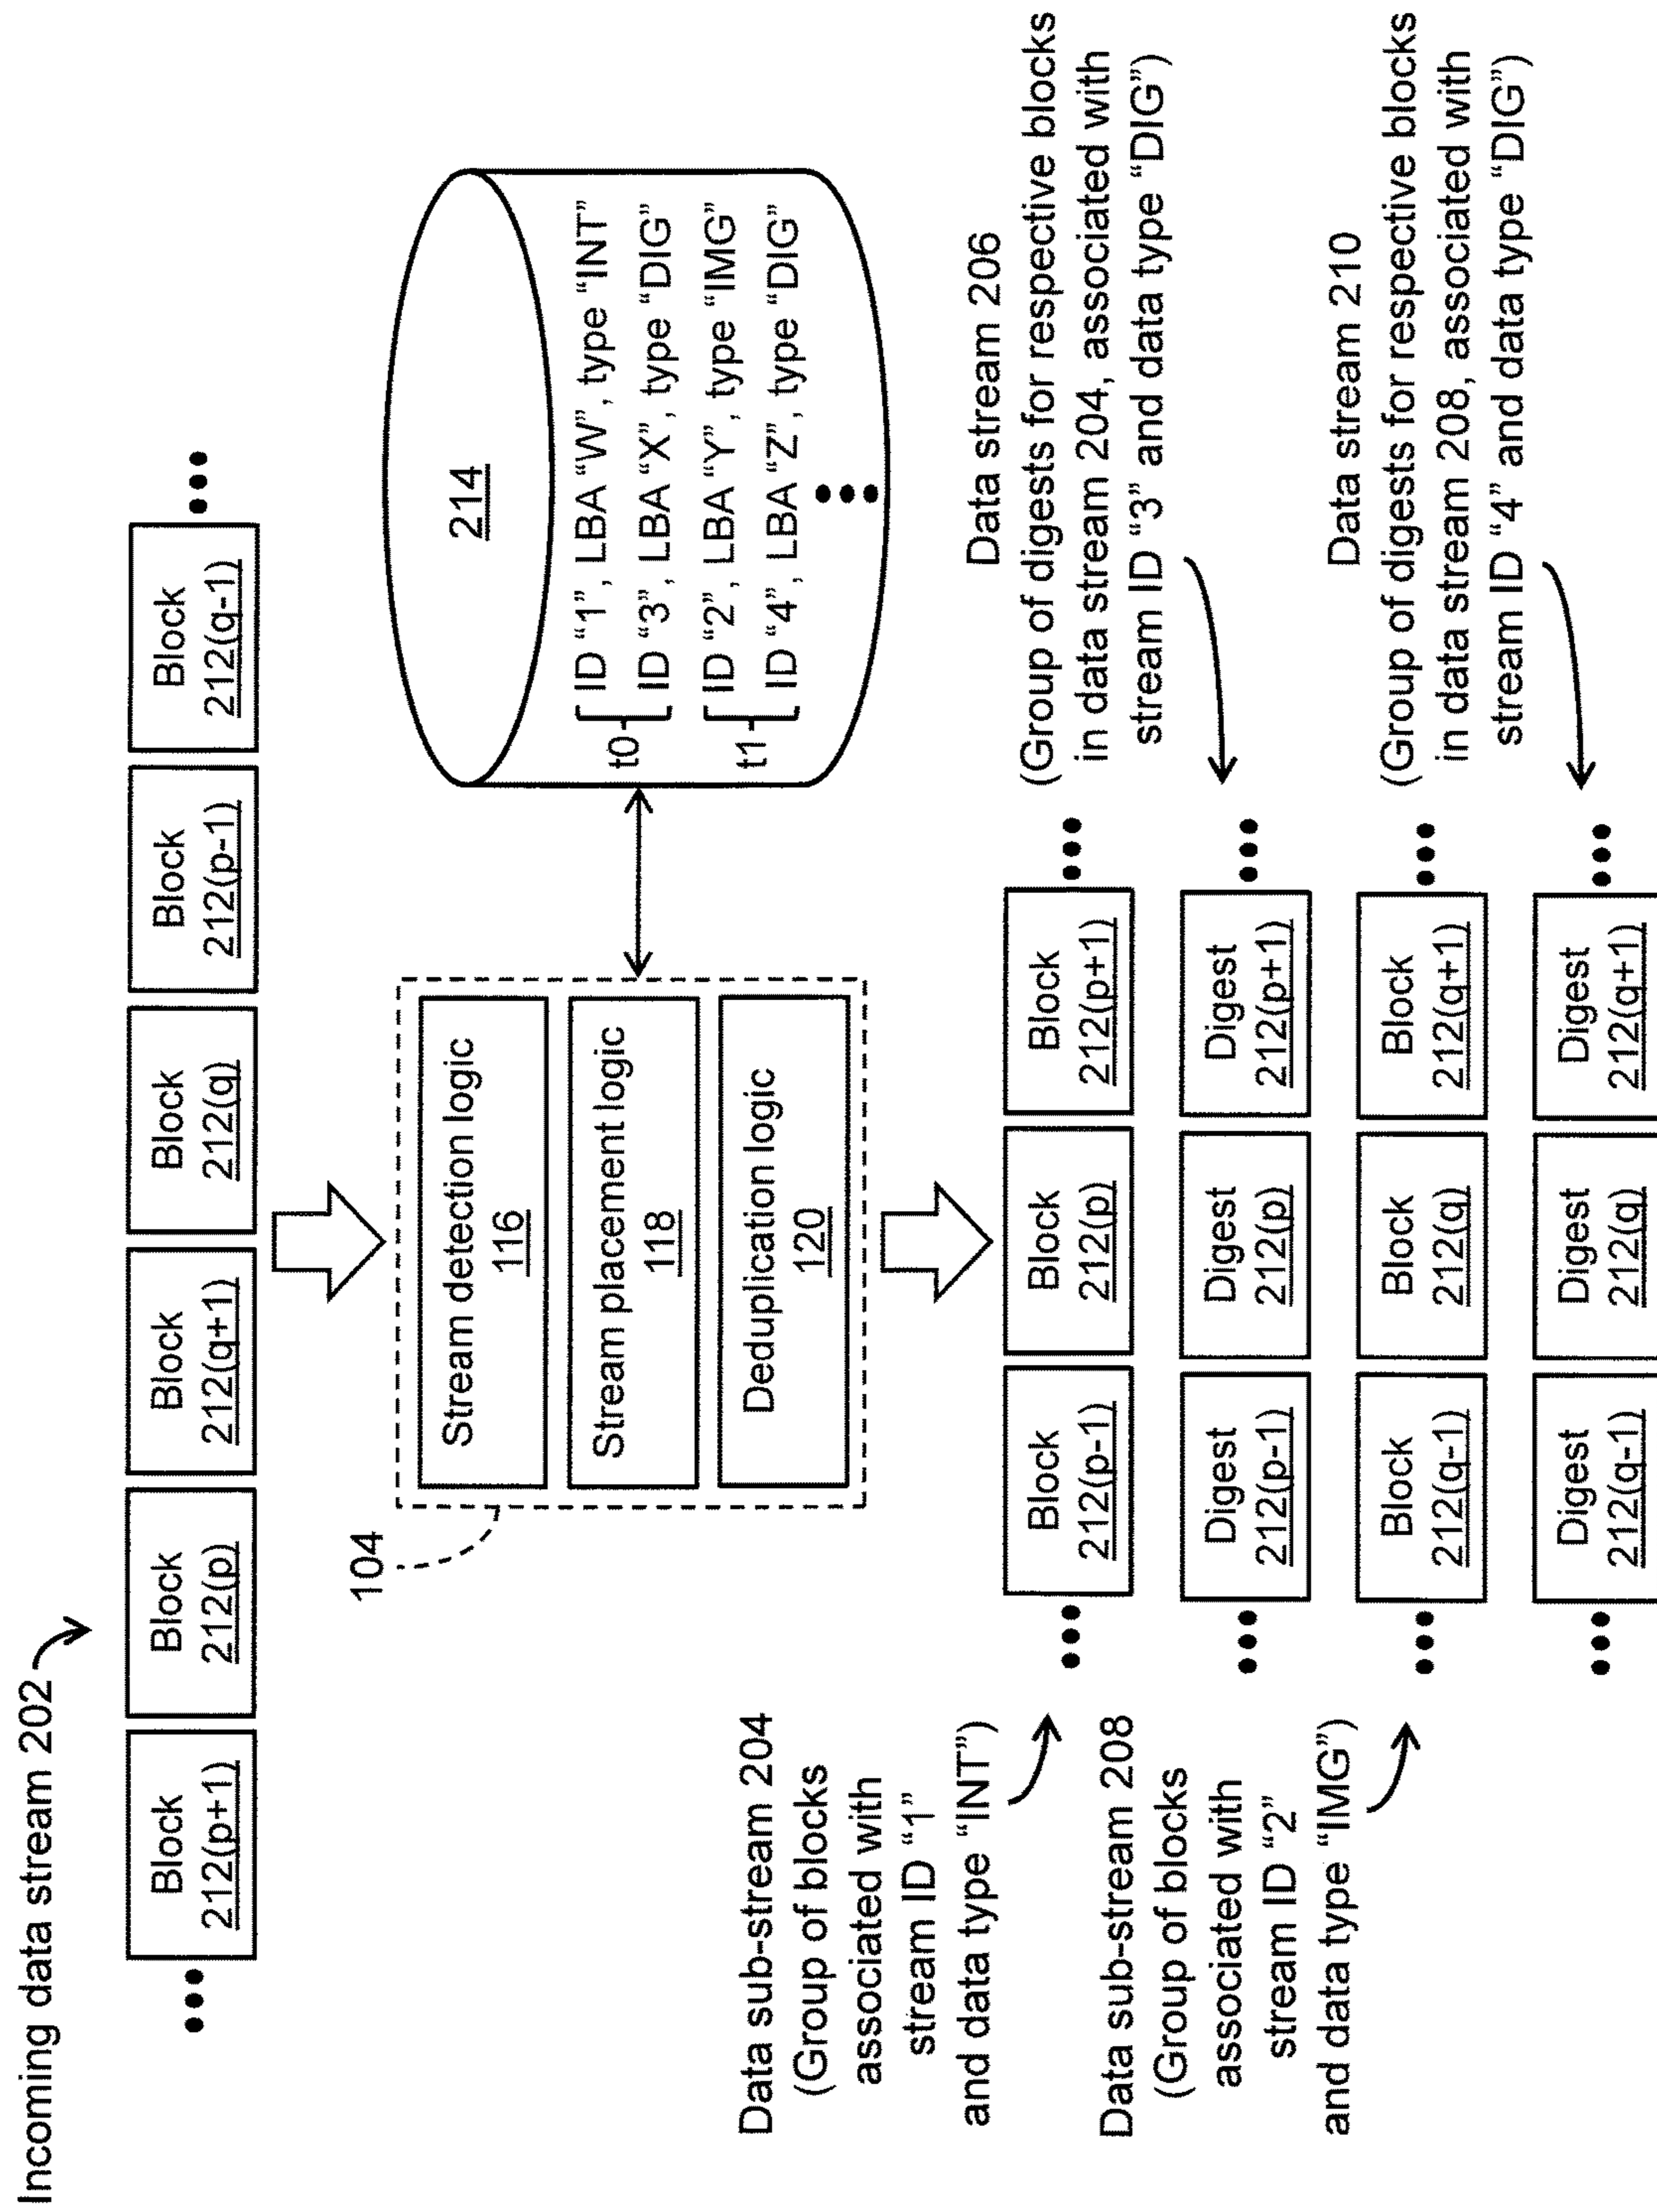 Incoming data stream 202
Block
212(p+1)
Block
212(p)
Block
212(q+1)
Block
212(q)
Block
212(p-1)
Block
212(q-1)
104
Stream detection logic
116
Stream placement logic
118
Deduplication logic
120
214
t0
ID “1”, LBA “W”, type “INT”
ID “3”, LBA “X”, type “DIG”
t1
ID “2”, LBA “Y”, type “IMG”
ID “4”, LBA “Z”, type “DIG”
Data sub-stream 204
(Group of blocks
associated with
stream ID “1”
and data type “INT”)
Block
212(p-1)
Block
212(p)
Block
212(p+1)
Data stream 206
(Group of digests for respective blocks
in data stream 204, associated with
stream ID “3” and data type “DIG”)
Digest
212(p-1)
Digest
212(p)
Digest
212(p+1)
Data sub-stream 208
(Group of blocks
associated with
stream ID “2”
and data type “IMG”)
Block
212(q-1)
Block
212(q)
Block
212(q+1)
Data stream 210
(Group of digests for respective blocks
in data stream 208, associated with
stream ID “4” and data type “DIG”)
Digest
212(q-1)
Digest
212(q)
Digest
212(q+1)